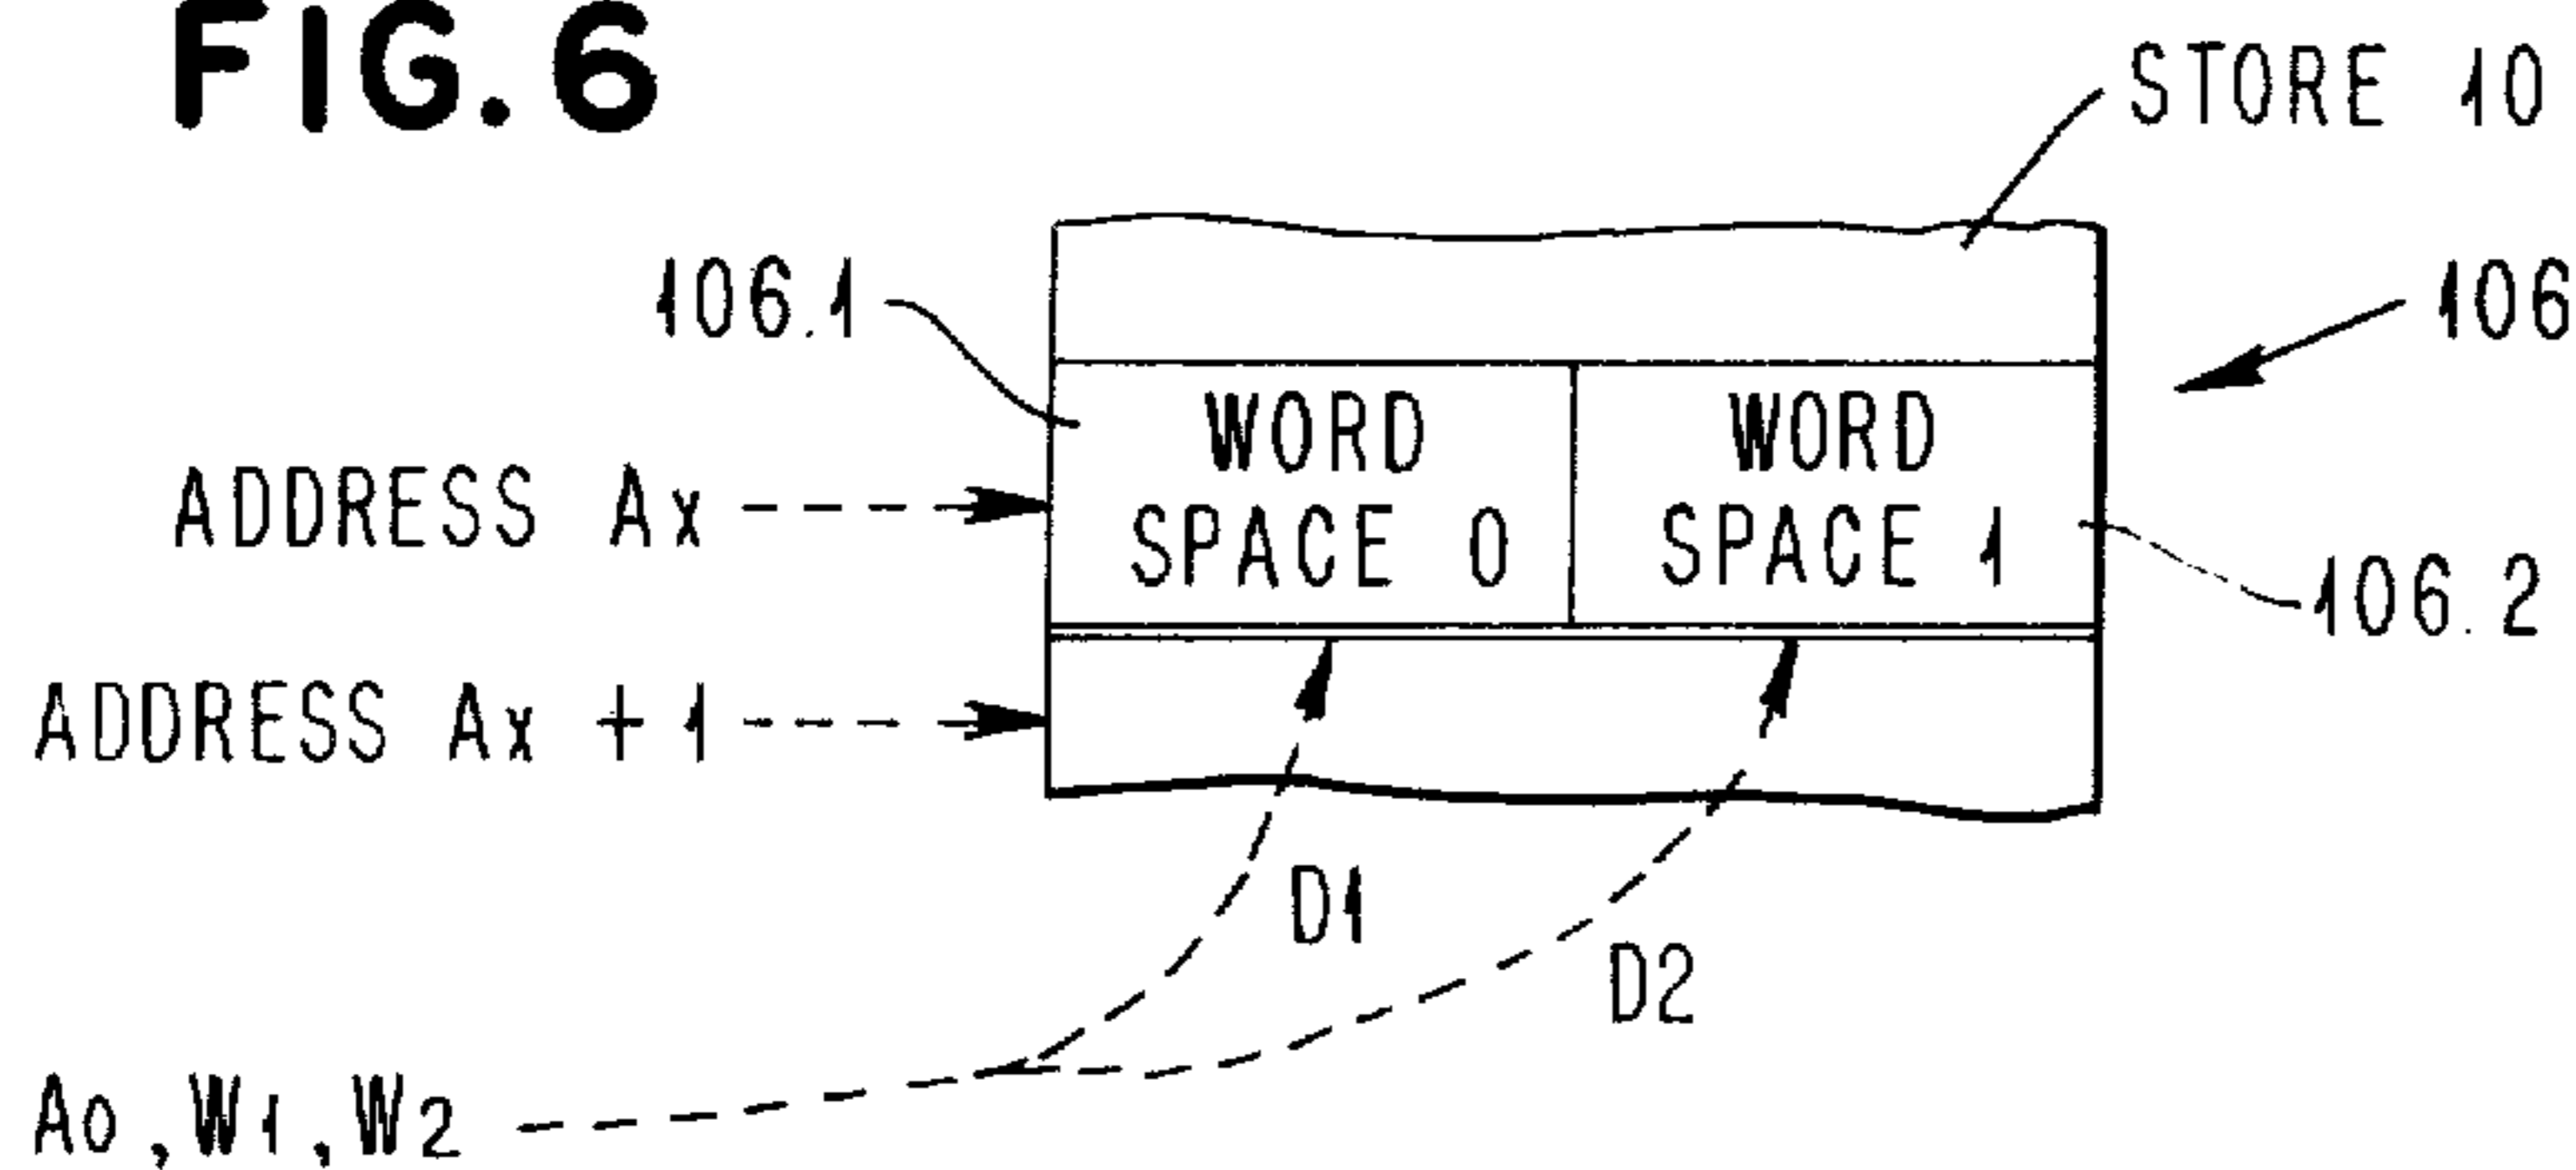 FIG.6
STORE 10
106.1
106
WORD SPACE 0
WORD SPACE 1
ADDRESS Ax
106.2
ADDRESS Ax + 1
D1
D2
A0, W1, W2